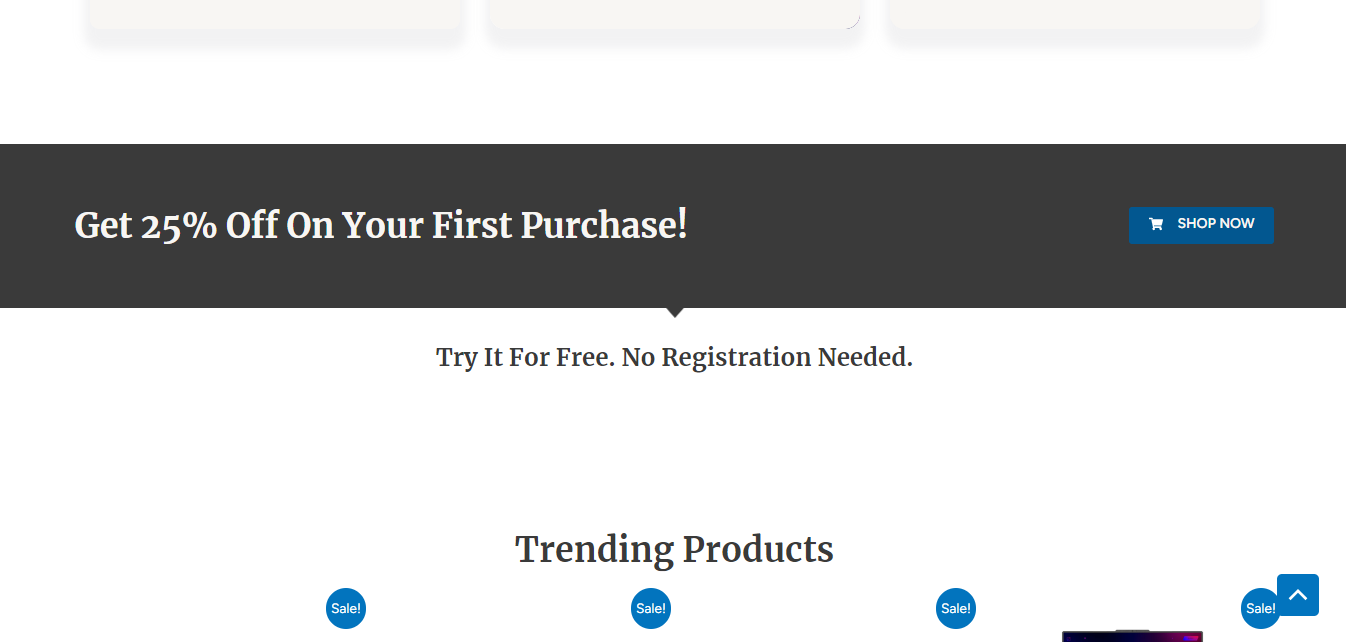 Get 25% Off On Your First Purchase!
SHOP NOW
Try It For Free. No Registration Needed.
Trending Products
Sale!
Sale!
Sale!
Sale!